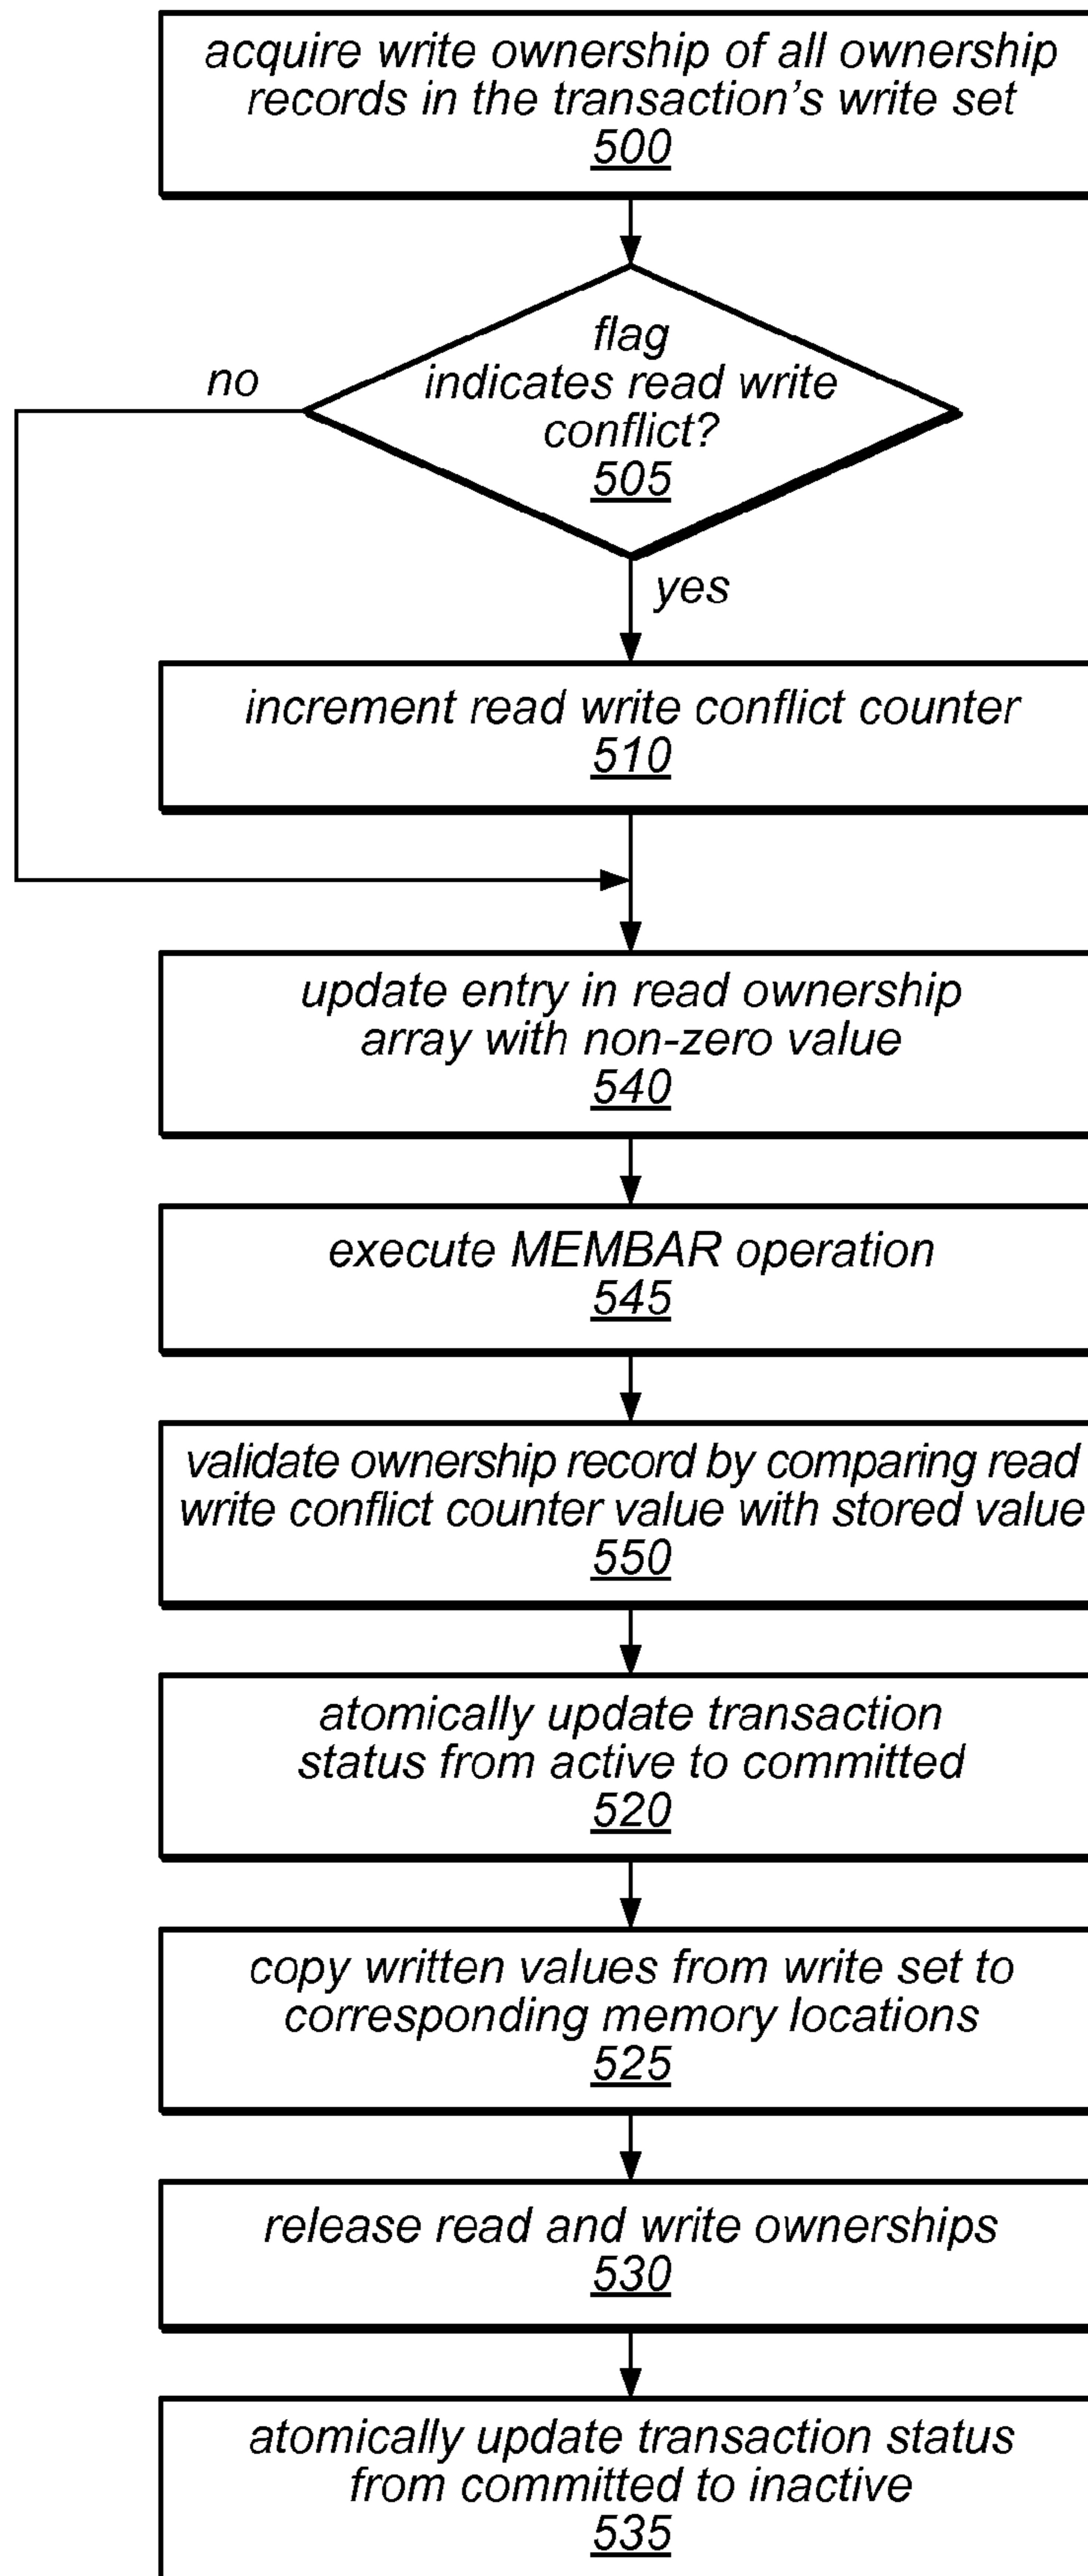 acquire write ownership of all ownership
records in the transaction's write set
500
flag
indicates read write
conflict?
505
no
yes
increment read write conflict counter
510
update entry in read ownership
array with non-zero value
540
execute MEMBAR operation
545
validate ownership record by comparing read
write conflict counter value with stored value
550
atomically update transaction
status from active to committed
520
copy written values from write set to
corresponding memory locations
525
release read and write ownerships
530
atomically update transaction status
from committed to inactive
535